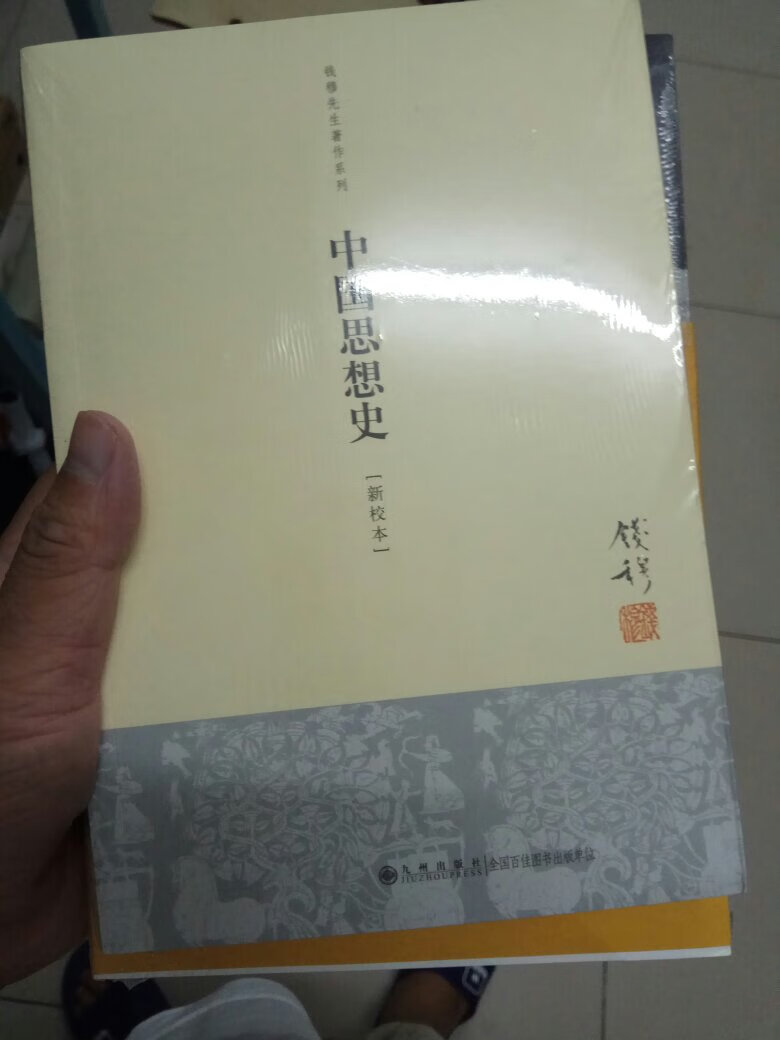 钱穆先生著作系列
中国思想史
[新校本]
錢穆
九州出版社
JIUZHOUPRESS
全国百佳图书出版单位